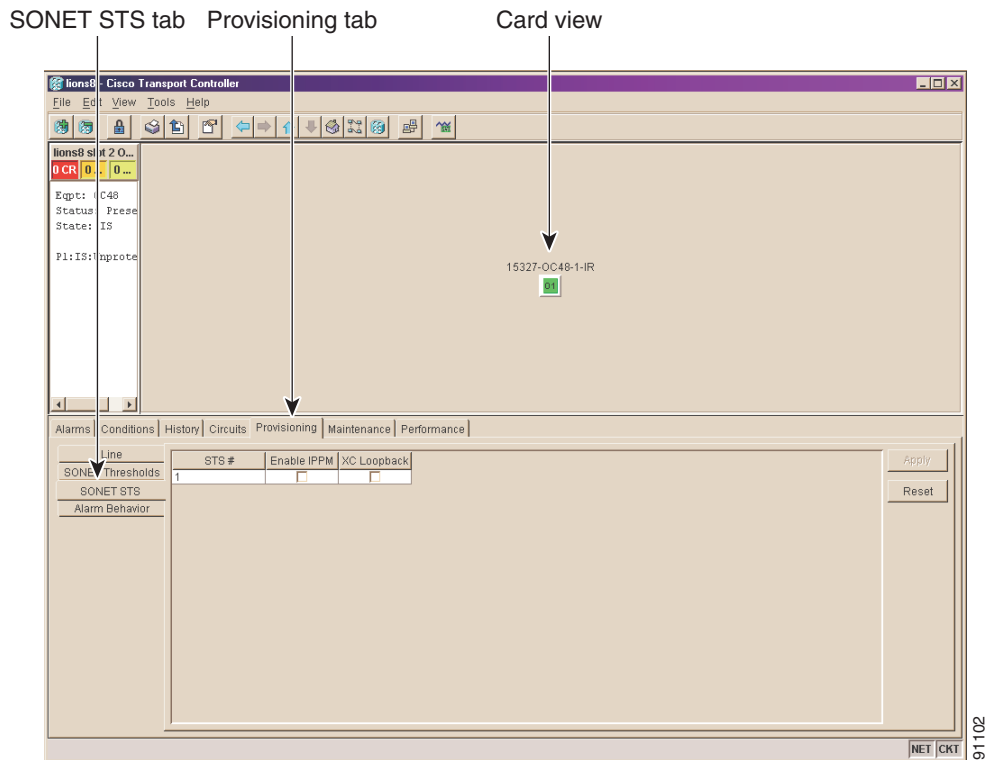 SONET STS tab Provisioning tab Card view
lions8 - Cisco Transport Controller
File Edit View Tools Help
lions8 slot 2 O...
0 CR 0 ... 0 ...
Eqpt: OC48
Status: Prese
State: IS
P1:IS:Unprote
15327-OC48-1-IR
01
Alarms Conditions History Circuits Provisioning Maintenance Performance
Line
SONET Thresholds
SONET STS
Alarm Behavior
STS # Enable IPPM XC Loopback
1
Apply
Reset
NET CKT
91102